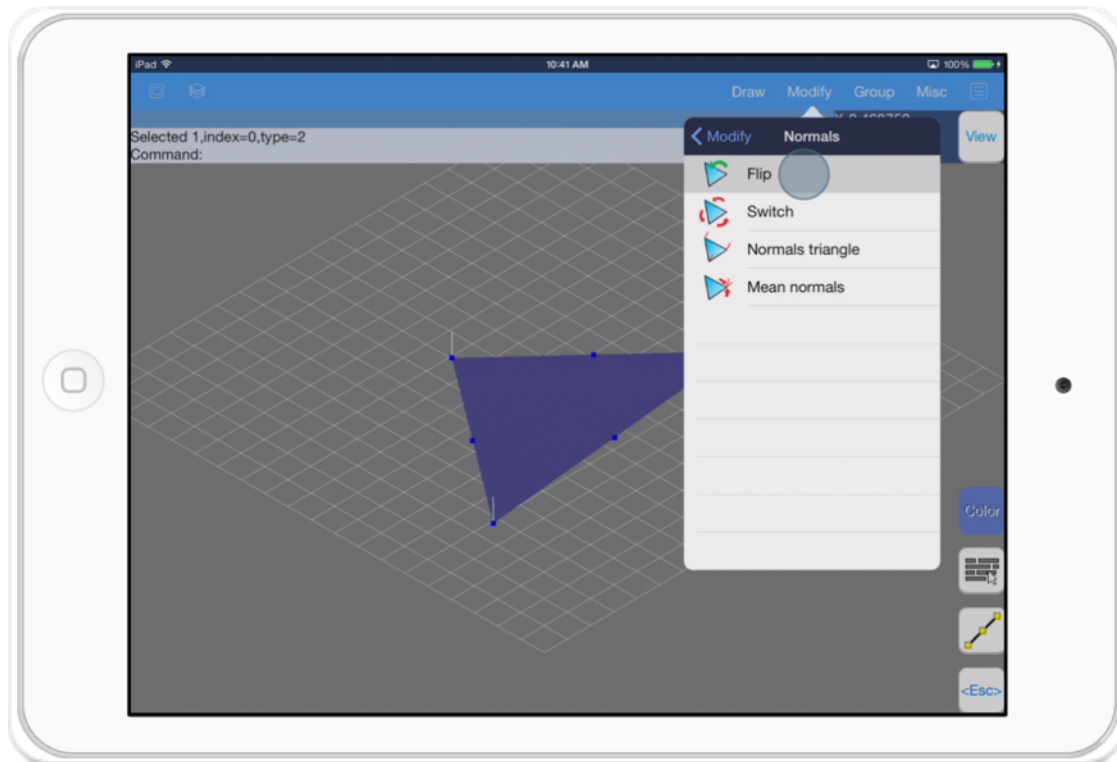 iPad 10:41 AM 100%
Draw Modify Group Misc
Selected 1,index=0,type=2
Command:
Modify Normals
View
Flip
Switch
Normals triangle
Mean normals
Color
<Esc>